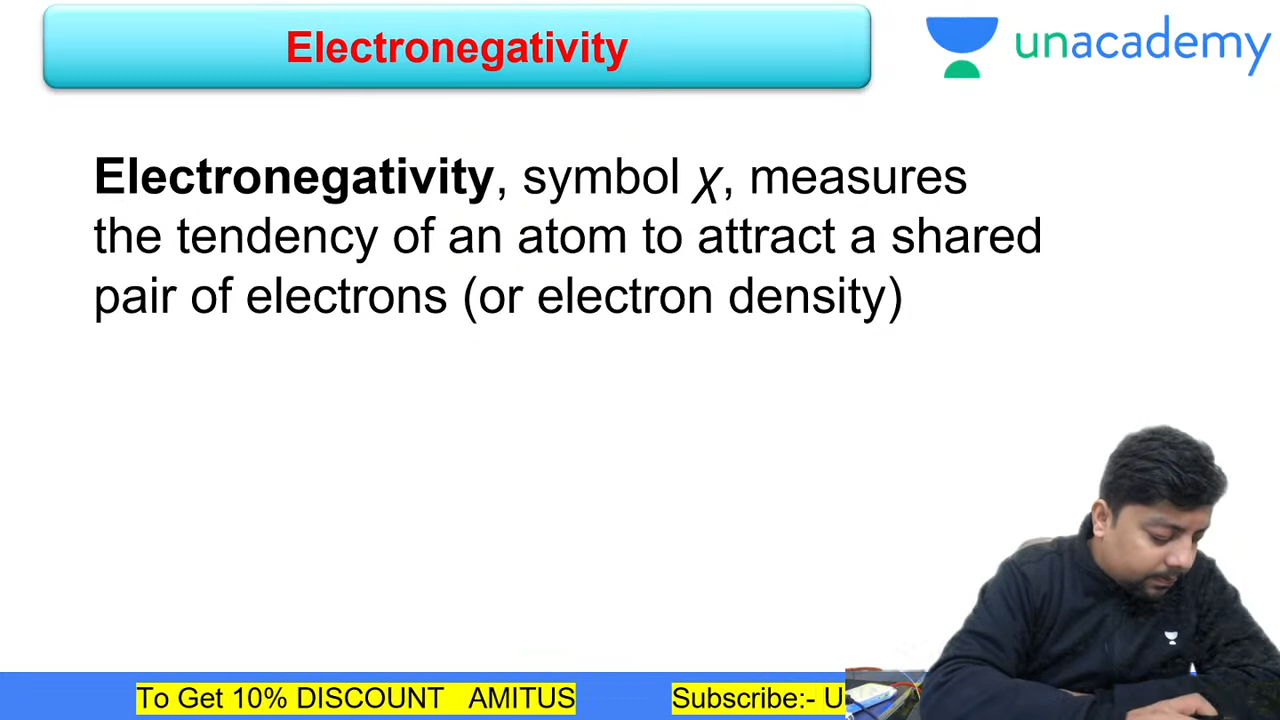 Electronegativity
unacademy
Electronegativity, symbol χ, measures
the tendency of an atom to attract a shared
pair of electrons (or electron density)
To Get 10% DISCOUNT AMITUS
Subscribe:- U